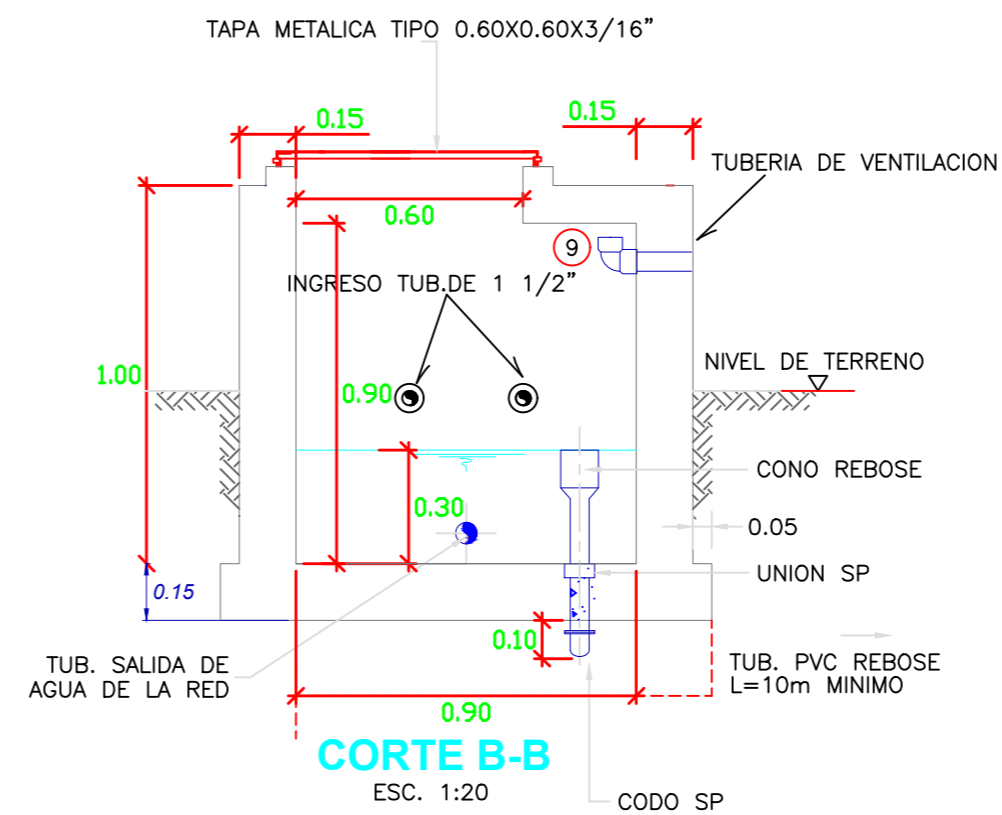 TAPA METALICA TIPO 0.60X0.60X3/16”
0.15
0.15
TUBERIA DE VENTILACION
0.60
9
INGRESO TUB.DE 1 1/2”
NIVEL DE TERRENO
1.00
0.90
CONO REBOSE
0.30
0.05
UNION SP
0.15
0.10
TUB. SALIDA DE
AGUA DE LA RED
TUB. PVC REBOSE
L=10m MINIMO
0.90
CORTE B-B
ESC. 1:20
CODO SP